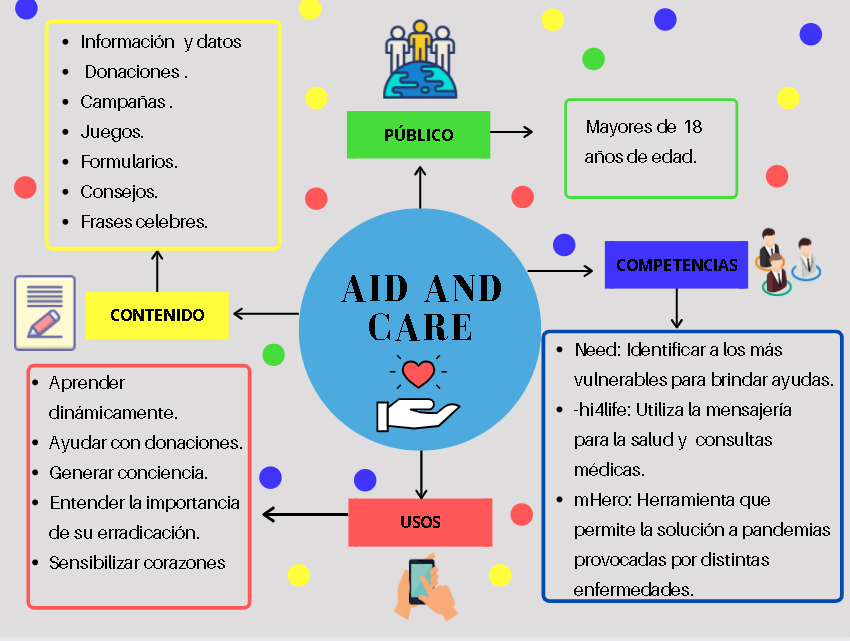 • Información y datos
• Donaciones .
• Campañas .
• Juegos.
• Formularios.
• Consejos.
• Frases celebres.
PÚBLICO
Mayores de 18
años de edad.
COMPETENCIAS
AID AND
CARE
CONTENIDO
• Need: Identificar a los más
vulnerables para brindar ayudas.
• -hi4life: Utiliza la mensajería
para la salud y consultas
médicas.
• mHero: Herramienta que
permite la solución a pandemias
provocadas por distintas
enfermedades.
• Aprender
dinámicamente.
• Ayudar con donaciones.
• Generar conciencia.
• Entender la importancia
de su erradicación.
• Sensibilizar corazones
USOS